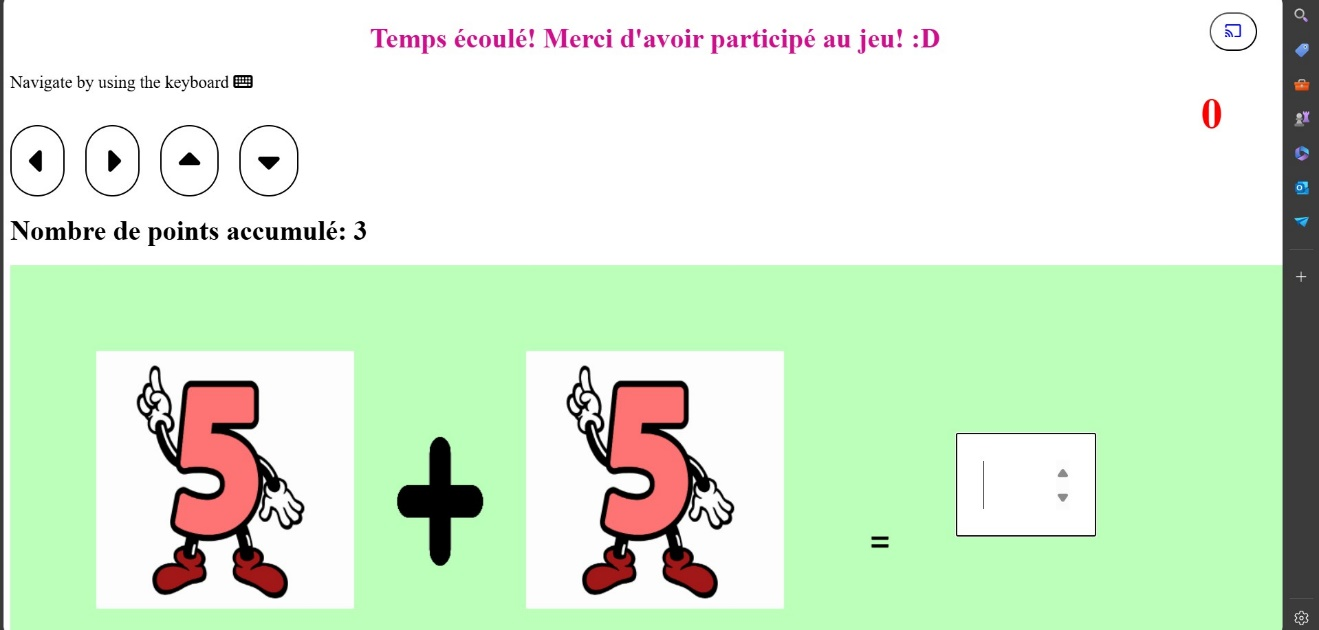 Temps écoulé! Merci d'avoir participé au jeu! :D
Navigate by using the keyboard
0
Nombre de points accumulé: 3
5 + 5 =